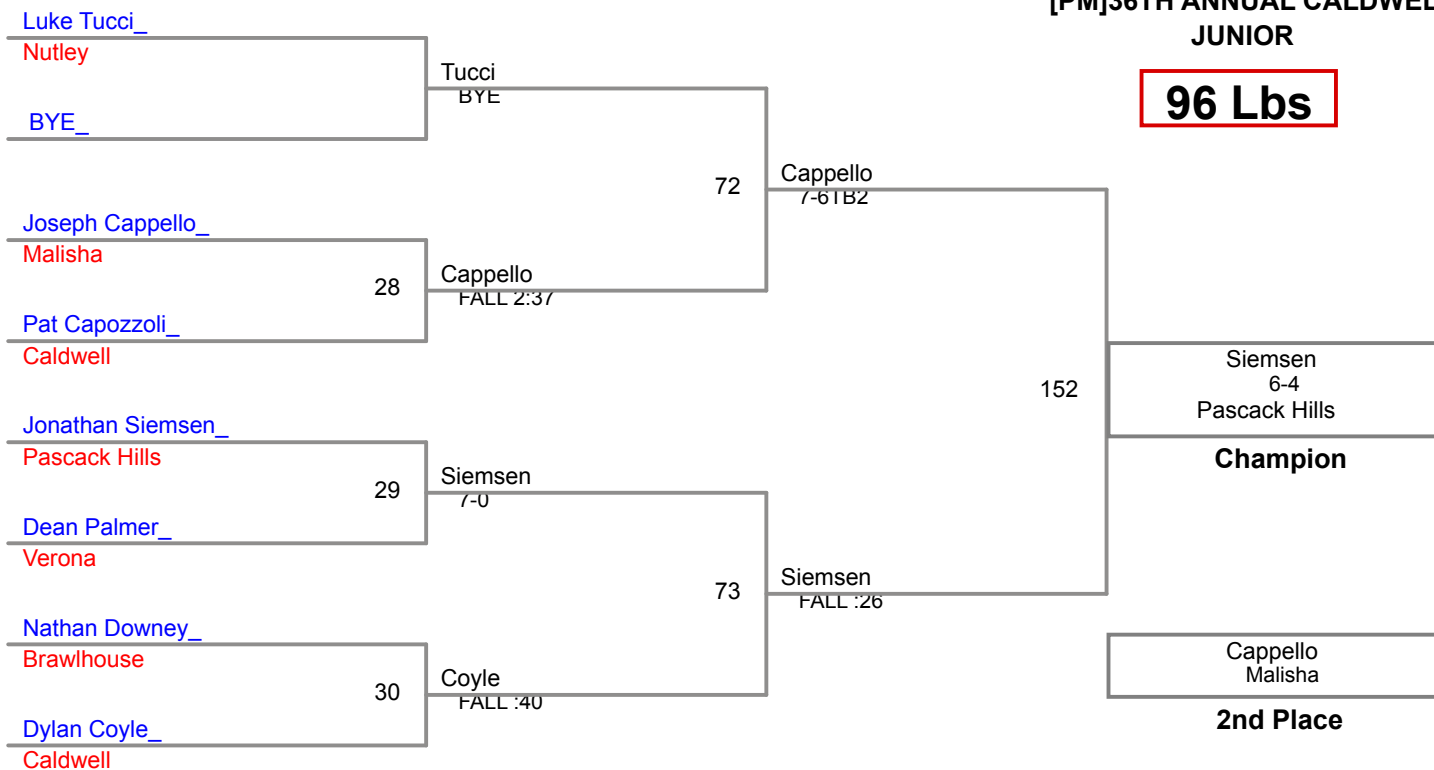 [PM]36TH ANNUAL CALDWEL
JUNIOR
96 Lbs
Luke Tucci_
Nutley
BYE_
Joseph Cappello_
Malisha
28
Pat Capozzoli_
Caldwell
Jonathan Siemsen_
Pascack Hills
29
Dean Palmer_
Verona
Nathan Downey_
Brawlhouse
30
Dylan Coyle_
Caldwell
Tucci
BYE
72
Cappello
FALL 2:37
Siemsen
7-0
73
Coyle
FALL :40
Cappello
7-6TB2
152
Siemsen
FALL :26
Siemsen
6-4
Pascack Hills
Champion
Cappello
Malisha
2nd Place